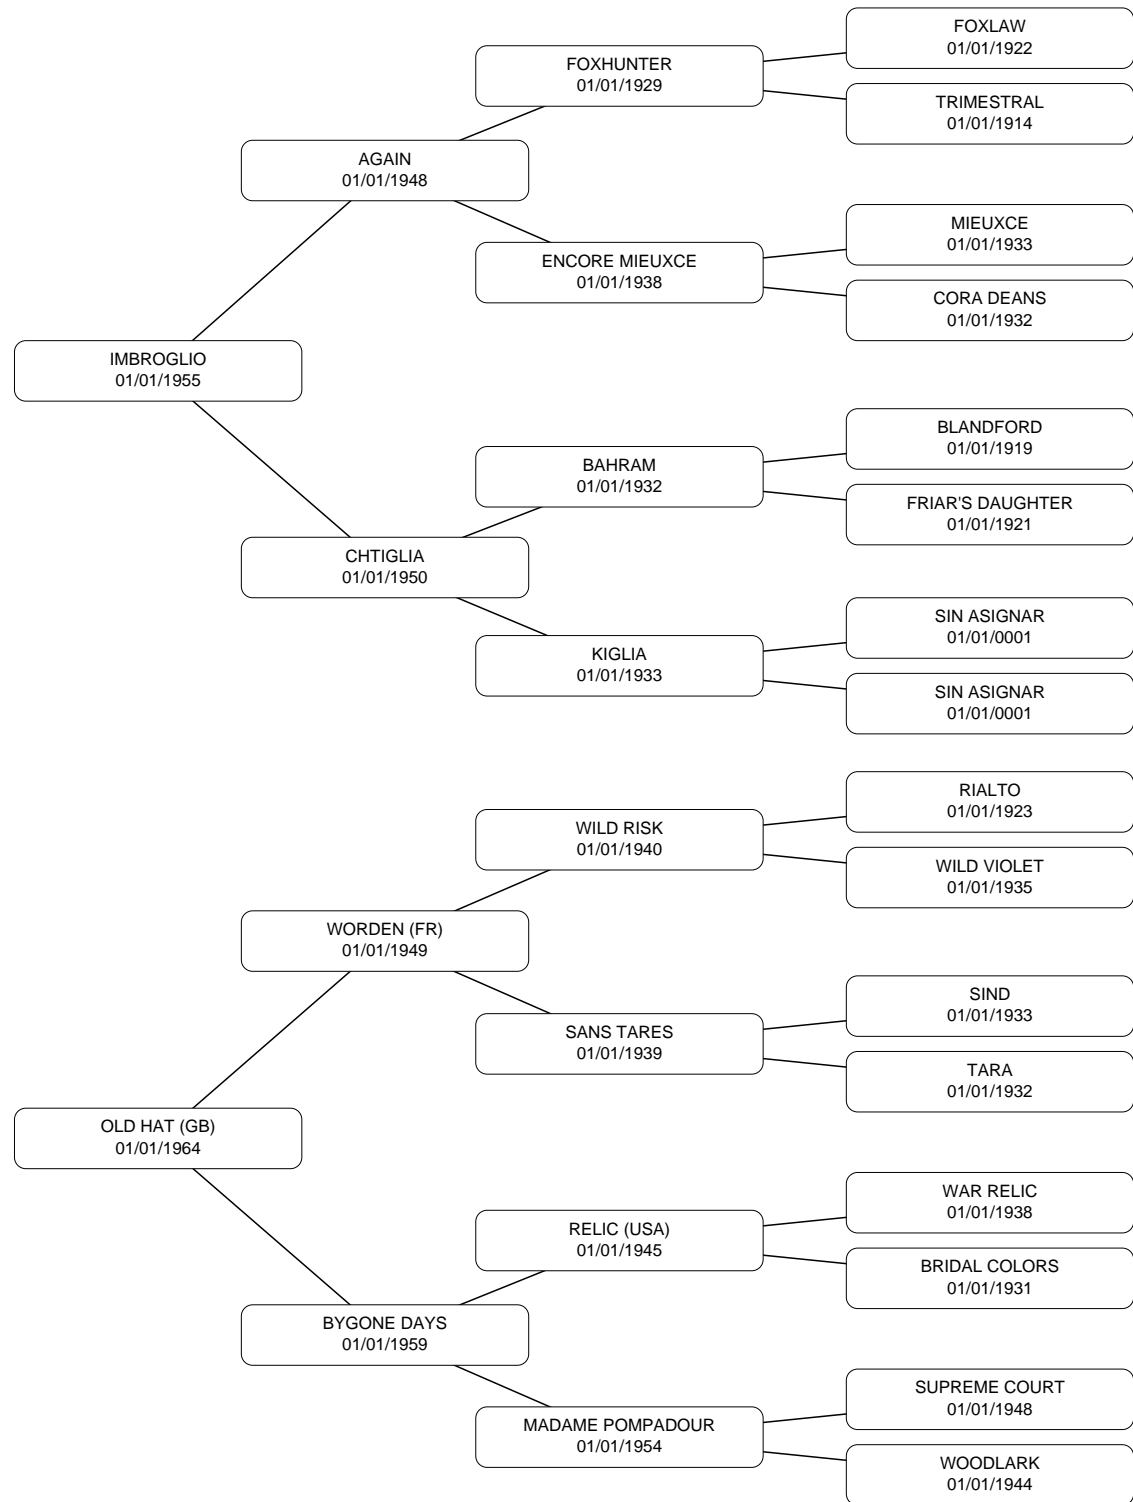 FOXLAW
01/01/1922
FOXHUNTER
01/01/1929
TRIMESTRAL
01/01/1914
AGAIN
01/01/1948
MIEUXCE
01/01/1933
ENCORE MIEUXCE
01/01/1938
CORA DEANS
01/01/1932
IMBROGLIO
01/01/1955
BLANDFORD
01/01/1919
BAHRAM
01/01/1932
FRIAR'S DAUGHTER
01/01/1921
CHTIGLIA
01/01/1950
SIN ASIGNAR
01/01/0001
KIGLIA
01/01/1933
SIN ASIGNAR
01/01/0001
RIALTO
01/01/1923
WILD RISK
01/01/1940
WILD VIOLET
01/01/1935
WORDEN (FR)
01/01/1949
SIND
01/01/1933
SANS TARES
01/01/1939
TARA
01/01/1932
OLD HAT (GB)
01/01/1964
WAR RELIC
01/01/1938
RELIC (USA)
01/01/1945
BRIDAL COLORS
01/01/1931
BYGONE DAYS
01/01/1959
SUPREME COURT
01/01/1948
MADAME POMPADOUR
01/01/1954
WOODLARK
01/01/1944